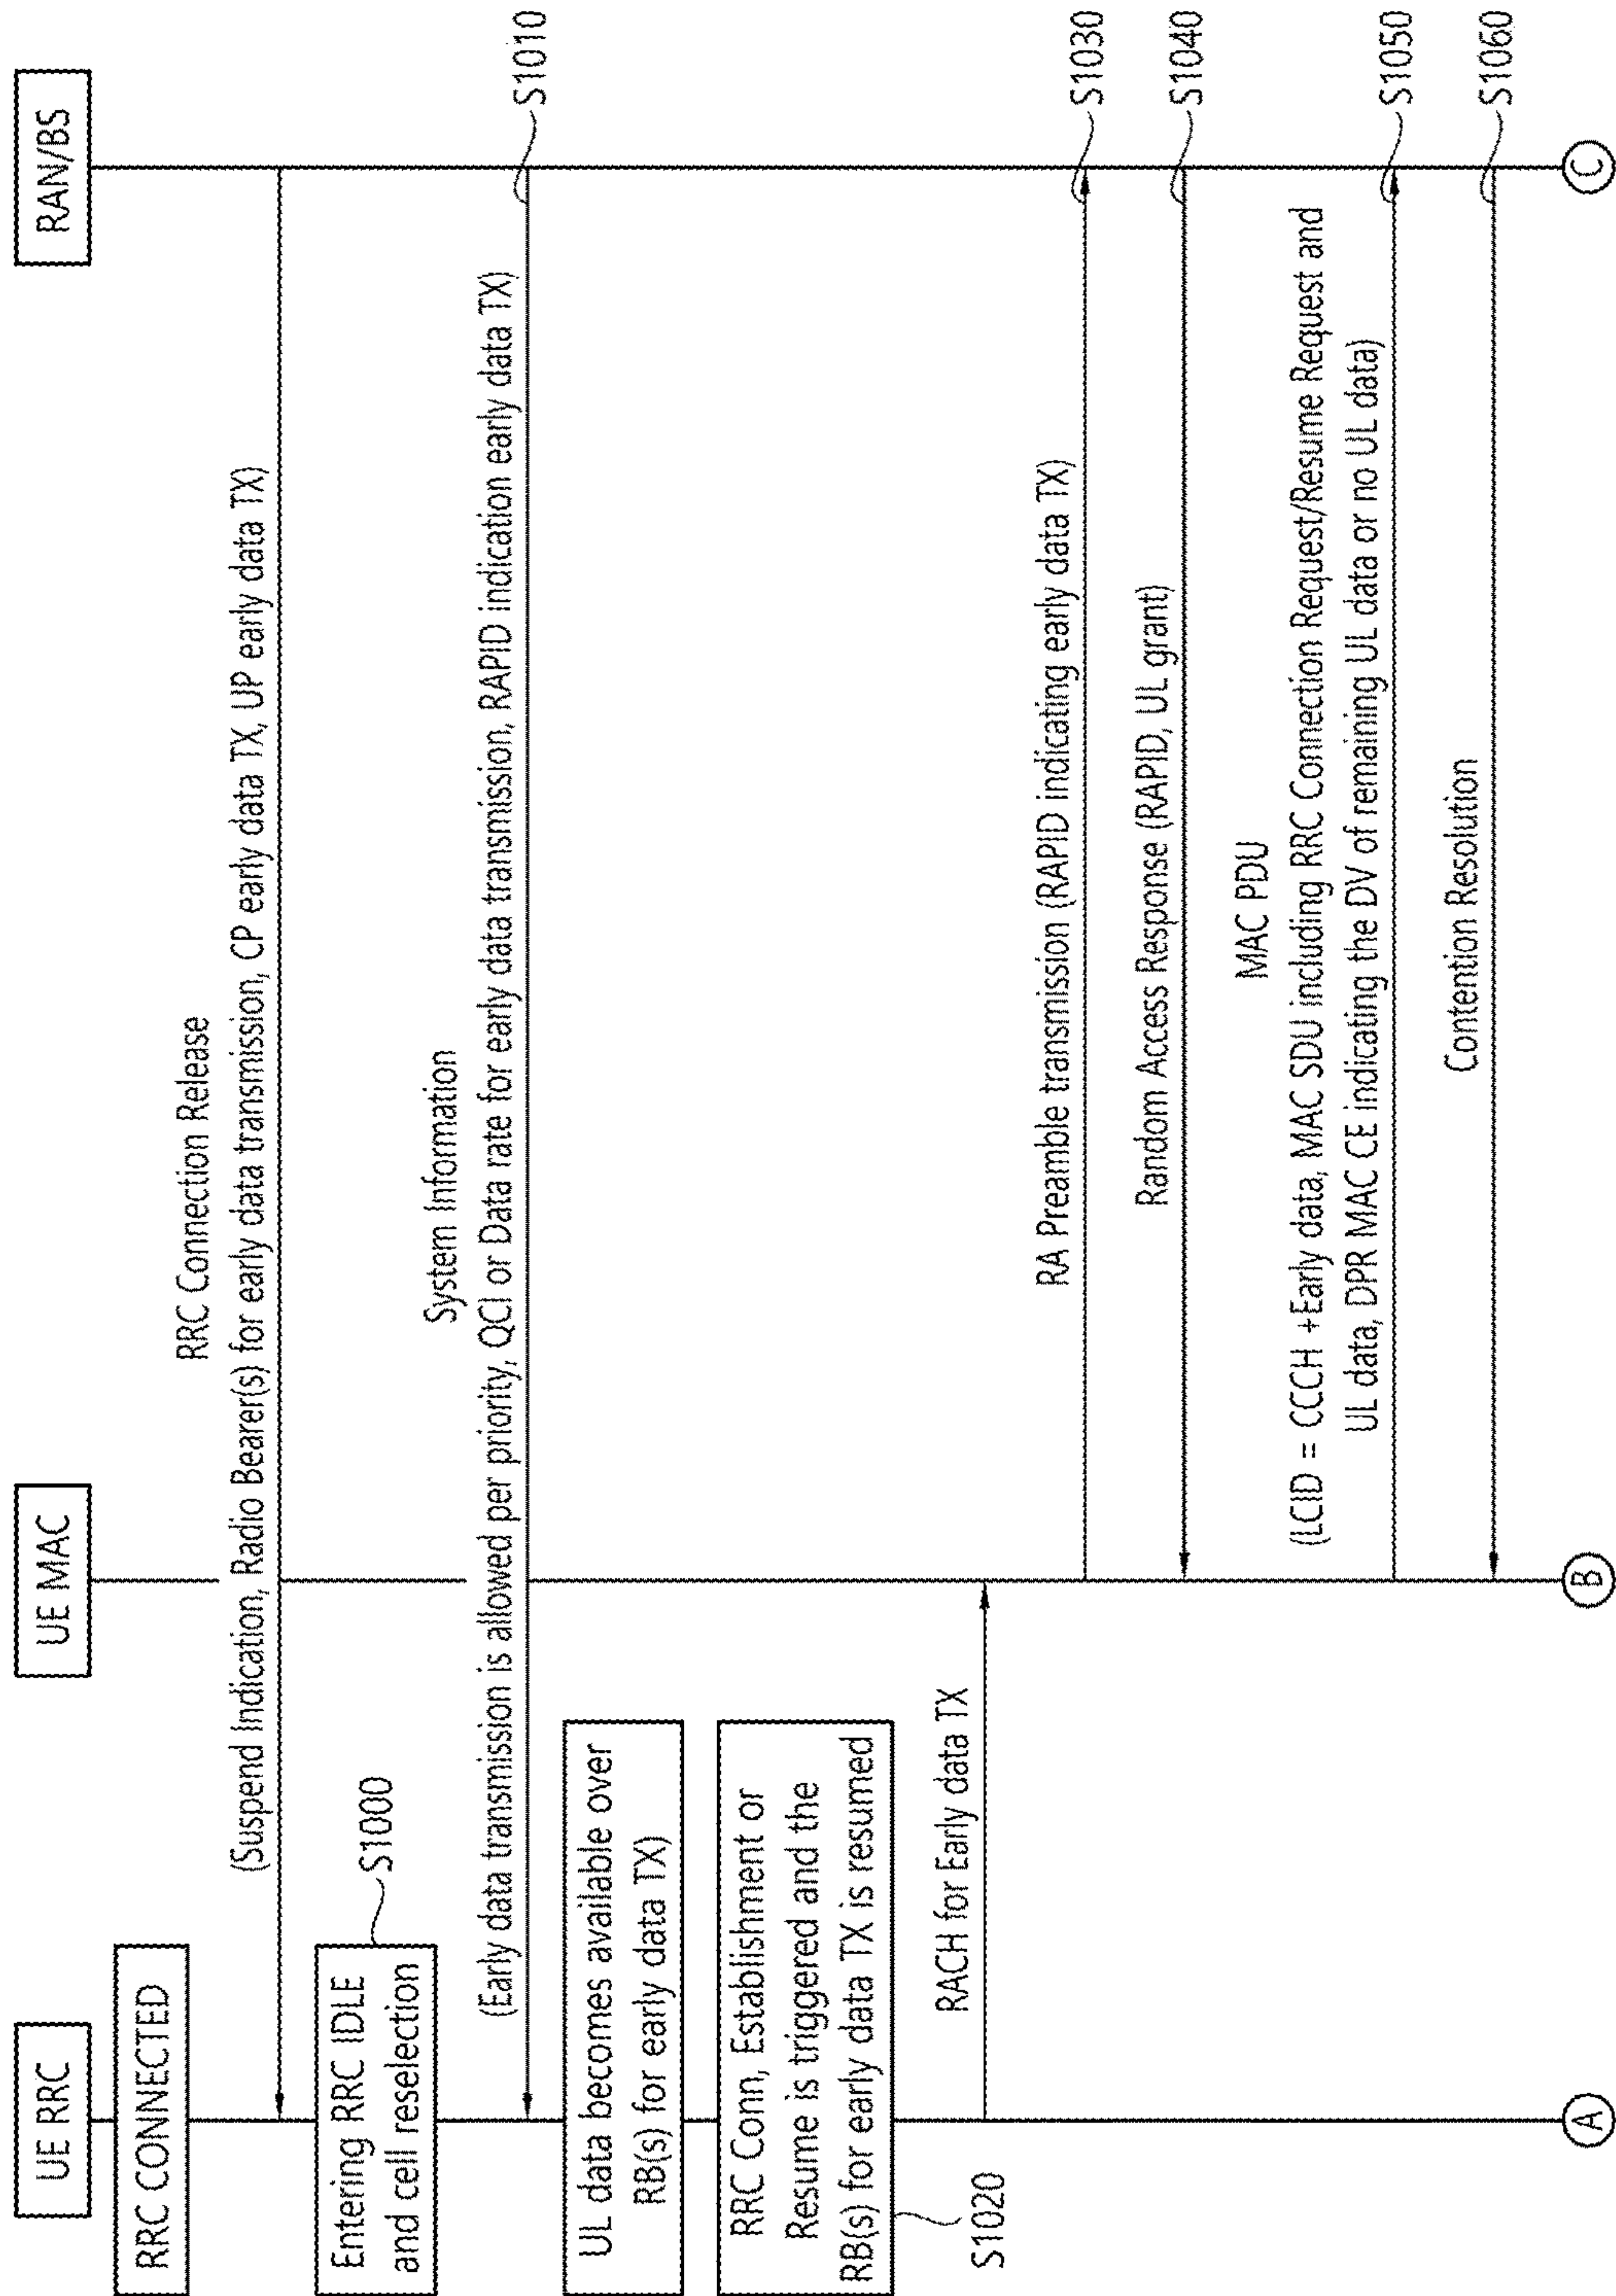 UE RRC
UE MAC
RAN/BS
RRC CONNECTED
RRC Connection Release
(Suspend Indication, Radio Bearer(s) for early data transmission, CP early data TX, UP early data TX)
Entering RRC IDLE
and cell reselection
S1000
System Information
(Early data transmission is allowed per priority, QCI or Data rate for early data transmission, RAPID indication early data TX)
S1010
UL data becomes available over
RB(s) for early data TX)
RRC Conn, Establishment or
Resume is triggered and the
RB(s) for early data TX is resumed
S1020
RACH for Early data TX
RA Preamble transmission (RAPID indicating early data TX)
S1030
Random Access Response (RAPID, UL grant)
S1040
MAC PDU
(LCID = CCCH +Early data, MAC SDU including RRC Connection Request/Resume Request and
UL data, DPR MAC CE indicating the DV of remaining UL data or no UL data)
S1050
Contention Resolution
S1060
A
B
C